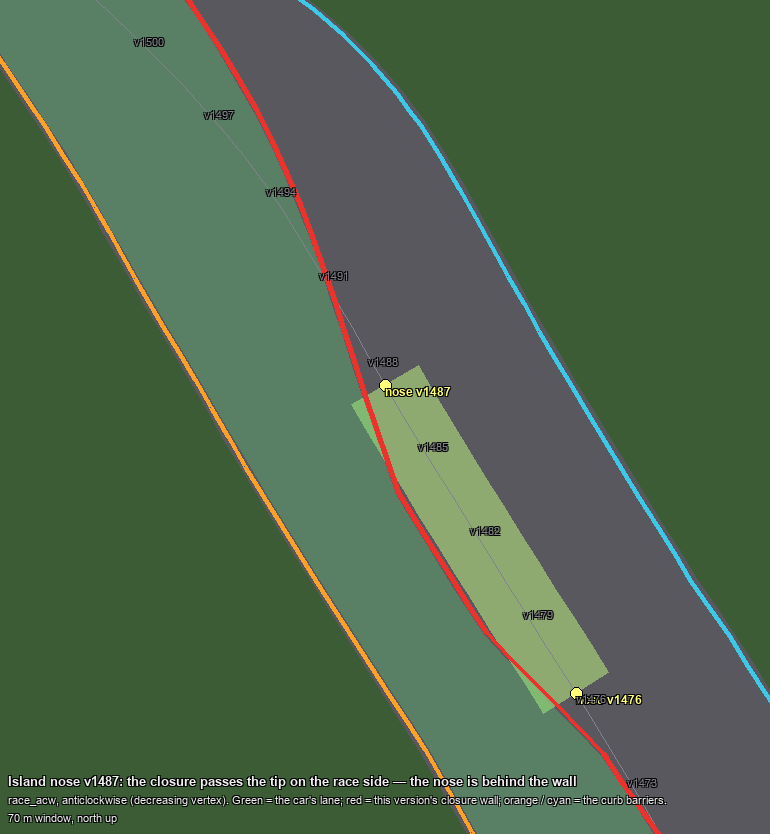 v1500
v1497
v1494
v1491
v1488
nose v1487
v1485
v1482
v1479
v1476
v1473
Island nose v1487: the closure passes the tip on the race side — the nose is behind the wall
race_acw, anticlockwise (decreasing vertex). Green = the car's lane; red = this version's closure wall; orange / cyan = the curb barriers.
70 m window, north up